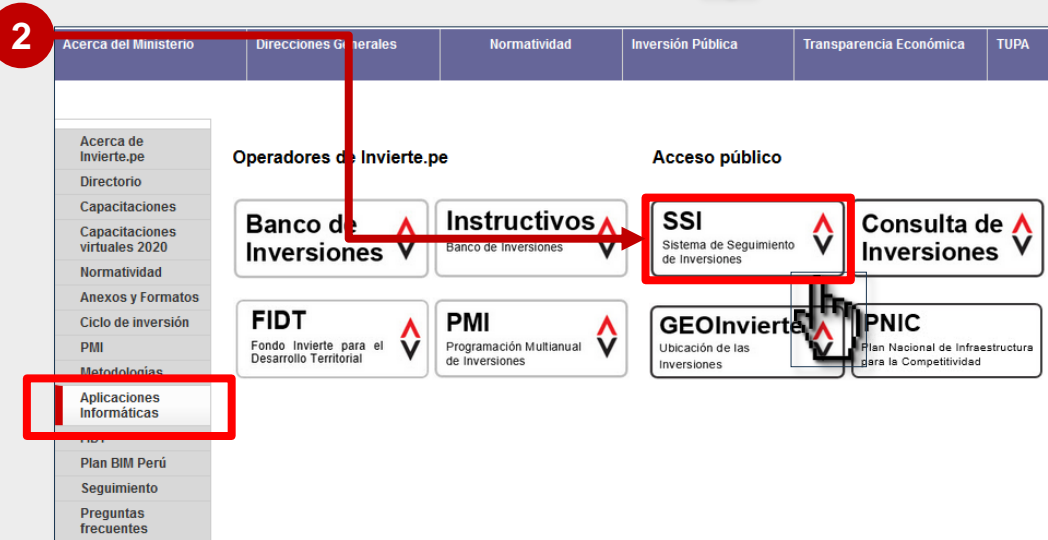 2
Acerca del Ministerio
Direcciones Generales
Normatividad
Inversión Pública
Transparencia Económica
TUPA
Acerca de
Invierte.pe
Directorio
Capacitaciones
Capacitaciones
virtuales 2020
Normatividad
Anexos y Formatos
Ciclo de inversión
PMI
Metodologías
Aplicaciones
Informáticas
FIDT
Plan BIM Perú
Seguimiento
Preguntas
frecuentes
Operadores de Invierte.pe
Banco de
Inversiones
Instructivos
Banco de Inversiones
FIDT
Fondo Invierte para el
Desarrollo Territorial
PMI
Programación Multianual
de Inversiones
Acceso público
SSI
Sistema de Seguimiento
de Inversiones
Consulta de
Inversiones
GEOInvierte
Ubicación de las
Inversiones
PNIC
Plan Nacional de Infraestructura
para la Competitividad